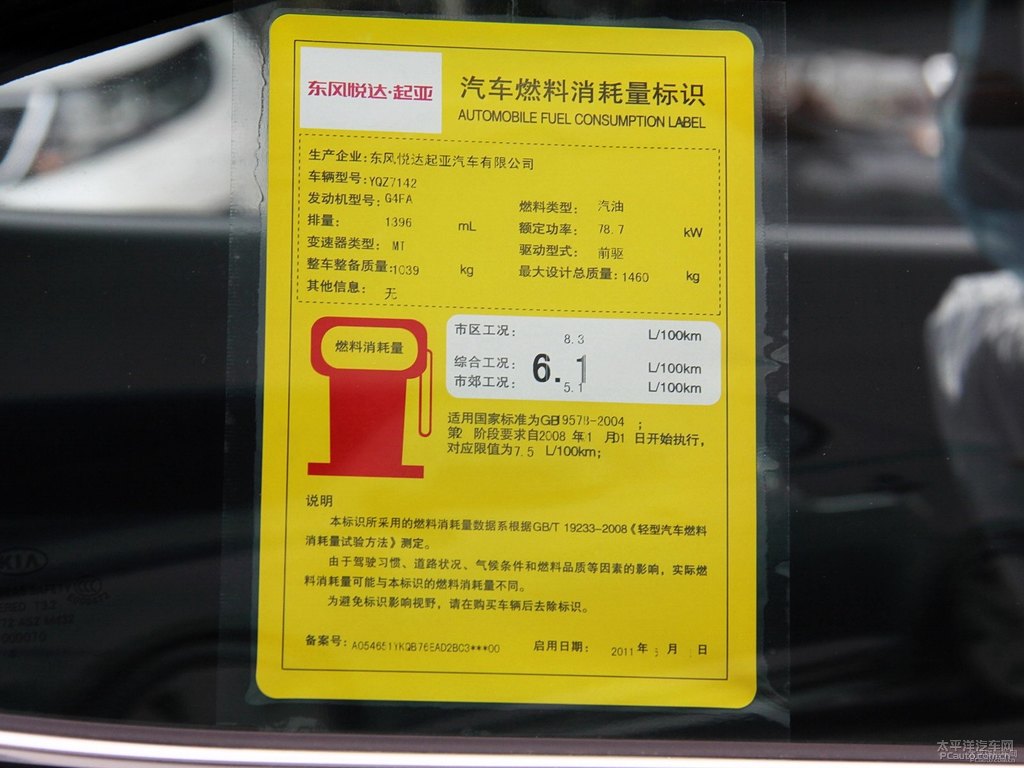 东风悦达·起亚
汽车燃料消耗量标识
AUTOMOBILE FUEL CONSUMPTION LABEL
生产企业:东风悦达起亚汽车有限公司
车辆型号:YQZ7142
发动机型号:G4FA 燃料类型: 汽油
排量: 1396 mL 额定功率: 78.7 kW
变速器类型: MT 驱动型式: 前驱
整车整备质量:1039 kg 最大设计总质量:1460 kg
其他信息: 无
燃料消耗量
市区工况: 8.3 L/100km
综合工况: 6.1 L/100km
市郊工况: 5.1 L/100km
适用国家标准为GB19578-2004 ;
第2 阶段要求自2008 年1 月01 日开始执行,
对应限值为7.5 L/100km;
说明
本标识所采用的燃料消耗量数据系根据GB/T 19233-2008《轻型汽车燃料
消耗量试验方法》测定。
由于驾驶习惯、道路状况、气候条件和燃料品质等因素的影响,实际燃
料消耗量可能与本标识的燃料消耗量不同。
为避免标识影响视野,请在购买车辆后去除标识。
备案号:A054651YKQB76EAD2BC3***00 启用日期: 2011 年 月 日
KIA
太平洋汽车网
PCauto.com.cn